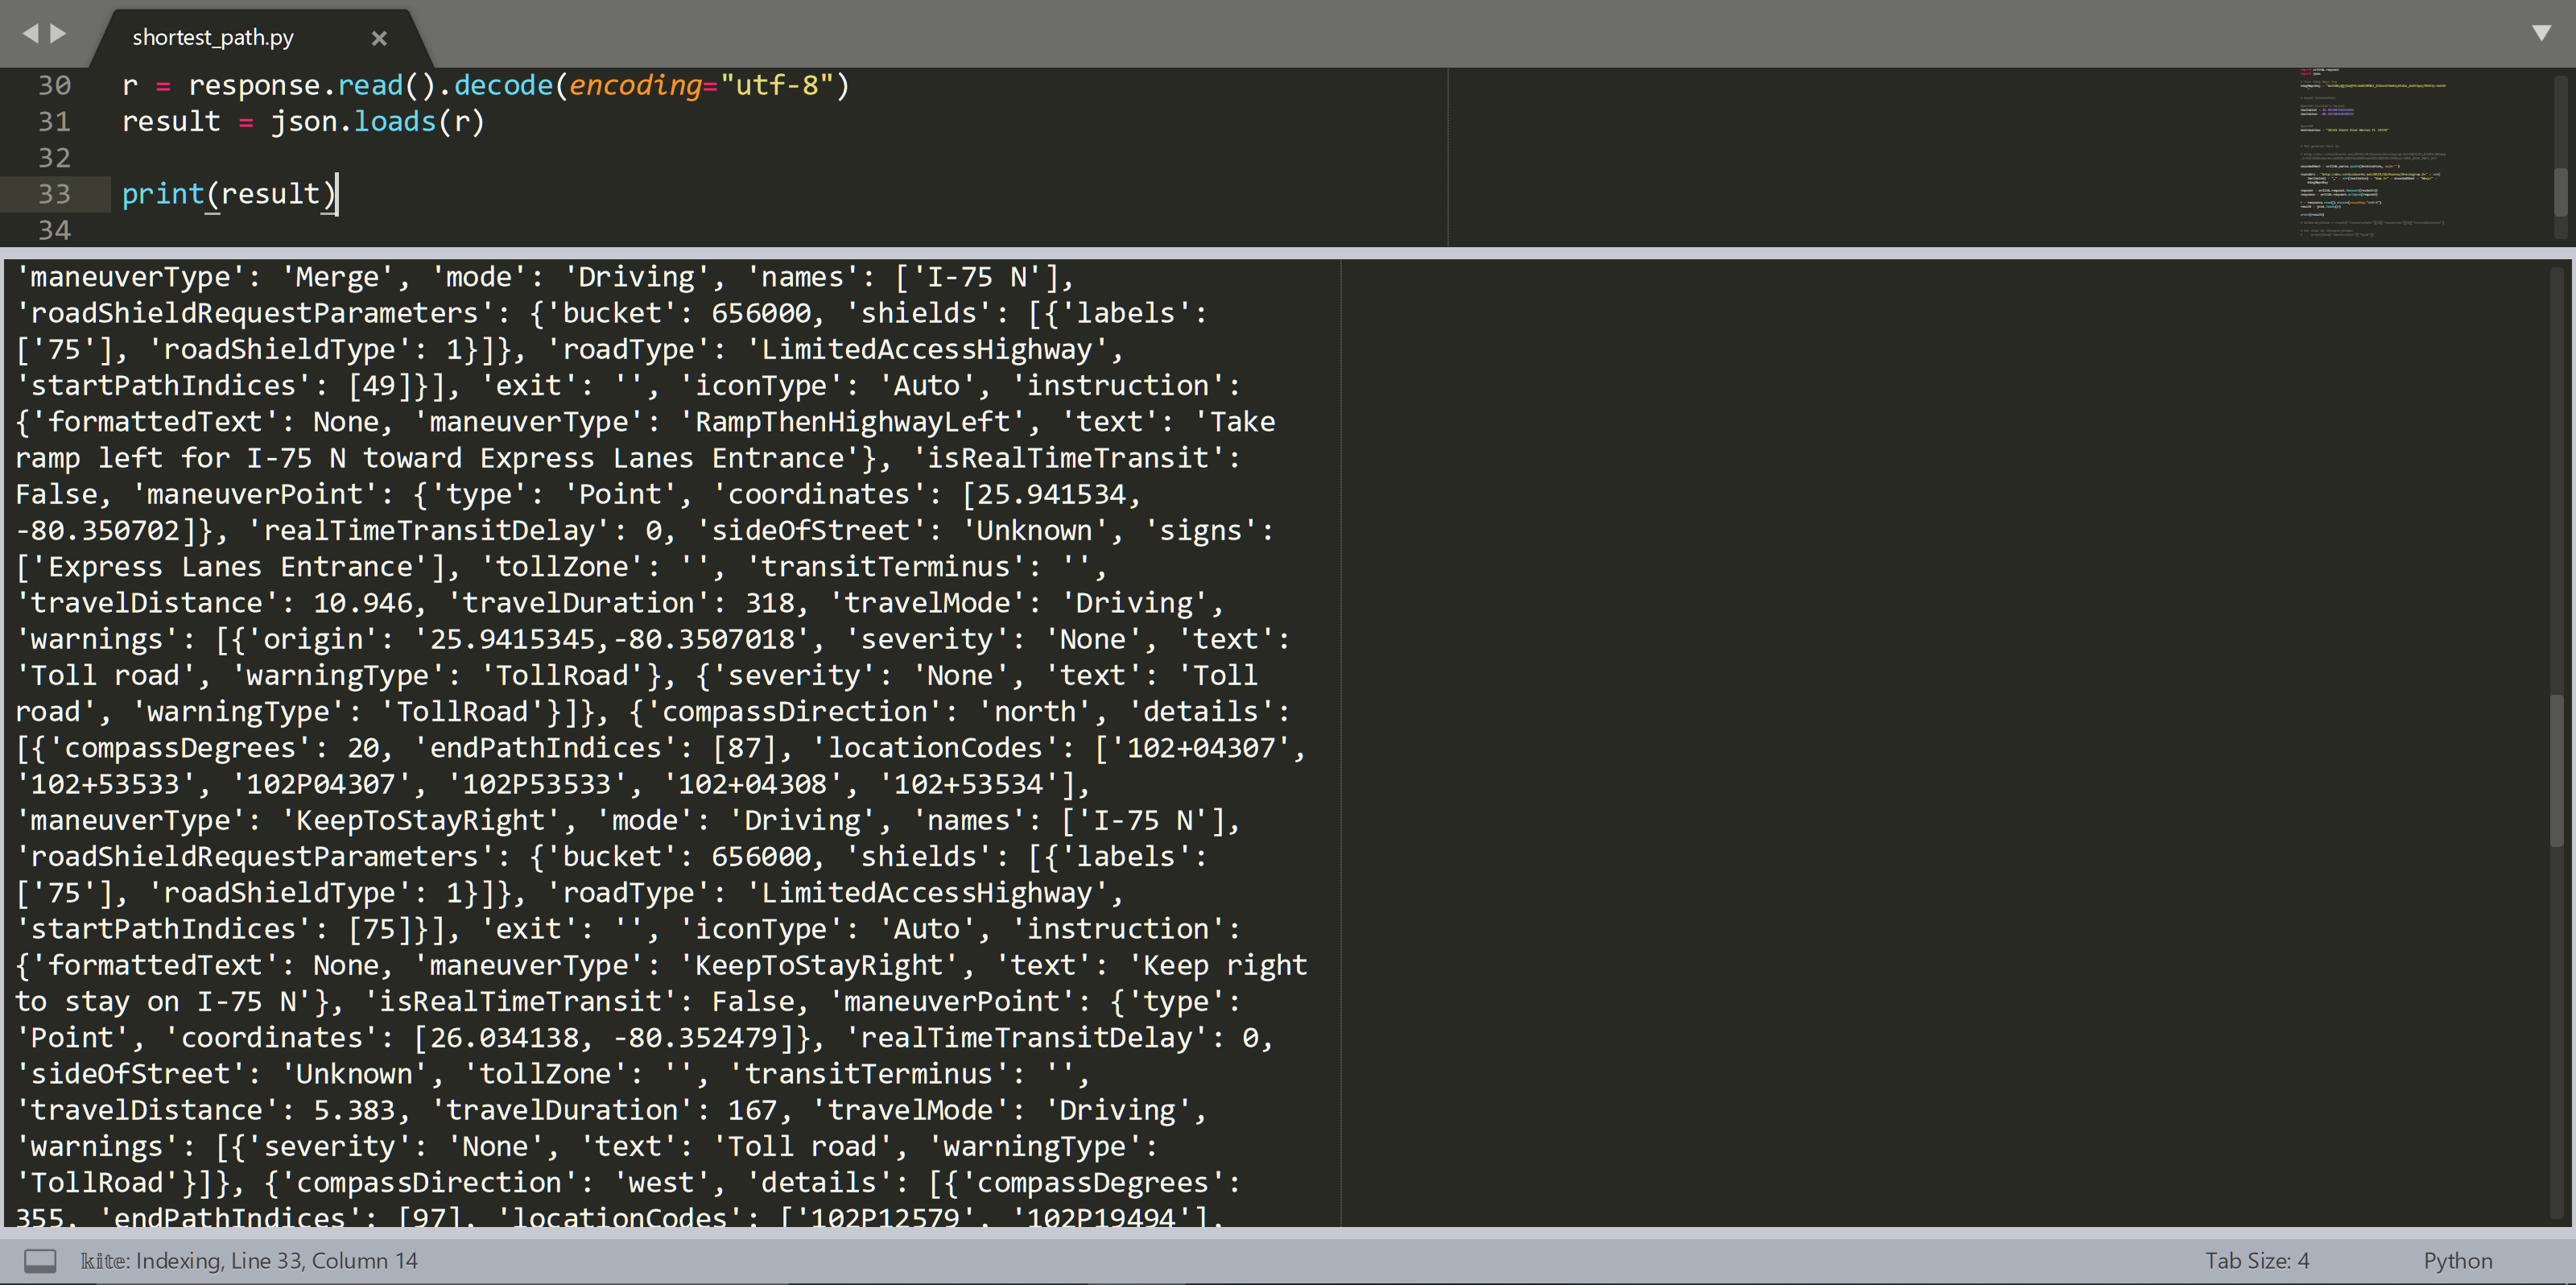 shortest_path.py ×
30 r = response.read().decode(encoding="utf-8")
31 result = json.loads(r)
32
33 print(result)
34
'maneuverType': 'Merge', 'mode': 'Driving', 'names': ['I-75 N'],
'roadShieldRequestParameters': {'bucket': 656000, 'shields': [{'labels':
['75'], 'roadShieldType': 1}]}, 'roadType': 'LimitedAccessHighway',
'startPathIndices': [49]}], 'exit': '', 'iconType': 'Auto', 'instruction':
{'formattedText': None, 'maneuverType': 'RampThenHighwayLeft', 'text': 'Take
ramp left for I-75 N toward Express Lanes Entrance'}, 'isRealTimeTransit':
False, 'maneuverPoint': {'type': 'Point', 'coordinates': [25.941534,
-80.350702]}, 'realTimeTransitDelay': 0, 'sideOfStreet': 'Unknown', 'signs':
['Express Lanes Entrance'], 'tollZone': '', 'transitTerminus': '',
'travelDistance': 10.946, 'travelDuration': 318, 'travelMode': 'Driving',
'warnings': [{'origin': '25.9415345,-80.3507018', 'severity': 'None', 'text':
'Toll road', 'warningType': 'TollRoad'}, {'severity': 'None', 'text': 'Toll
road', 'warningType': 'TollRoad'}]}, {'compassDirection': 'north', 'details':
[{'compassDegrees': 20, 'endPathIndices': [87], 'locationCodes': ['102+04307',
'102+53533', '102P04307', '102P53533', '102+04308', '102+53534'],
'maneuverType': 'KeepToStayRight', 'mode': 'Driving', 'names': ['I-75 N'],
'roadShieldRequestParameters': {'bucket': 656000, 'shields': [{'labels':
['75'], 'roadShieldType': 1}]}, 'roadType': 'LimitedAccessHighway',
'startPathIndices': [75]}], 'exit': '', 'iconType': 'Auto', 'instruction':
{'formattedText': None, 'maneuverType': 'KeepToStayRight', 'text': 'Keep right
to stay on I-75 N'}, 'isRealTimeTransit': False, 'maneuverPoint': {'type':
'Point', 'coordinates': [26.034138, -80.352479]}, 'realTimeTransitDelay': 0,
'sideOfStreet': 'Unknown', 'tollZone': '', 'transitTerminus': '',
'travelDistance': 5.383, 'travelDuration': 167, 'travelMode': 'Driving',
'warnings': [{'severity': 'None', 'text': 'Toll road', 'warningType':
'TollRoad'}]}, {'compassDirection': 'west', 'details': [{'compassDegrees':
355, 'endPathIndices': [97], 'locationCodes': ['102P12579', '102P19494'],
kite: Indexing, Line 33, Column 14
Tab Size: 4
Python